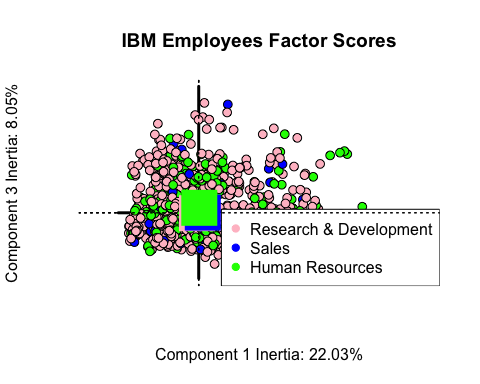 IBM Employees Factor Scores
Component 3 Inertia: 8.05%
Research & Development
Sales
Human Resources
Component 1 Inertia: 22.03%